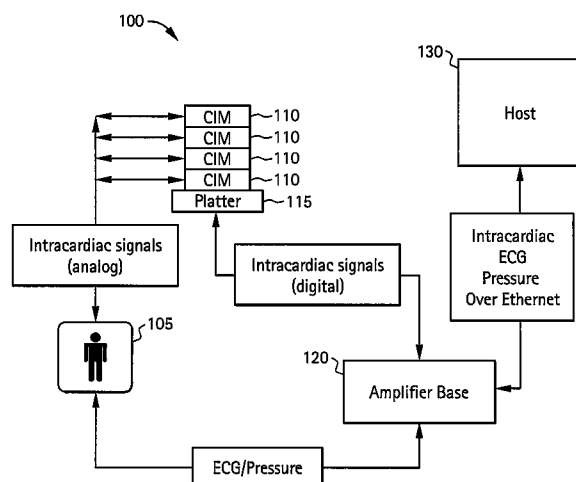 100
130
Host
CIM 110
CIM 110
CIM 110
CIM 110
Platter 115
Intracardiac signals
(analog)
Intracardiac signals
(digital)
Intracardiac
ECG
Pressure
Over Ethernet
105
120
Amplifier Base
ECG/Pressure